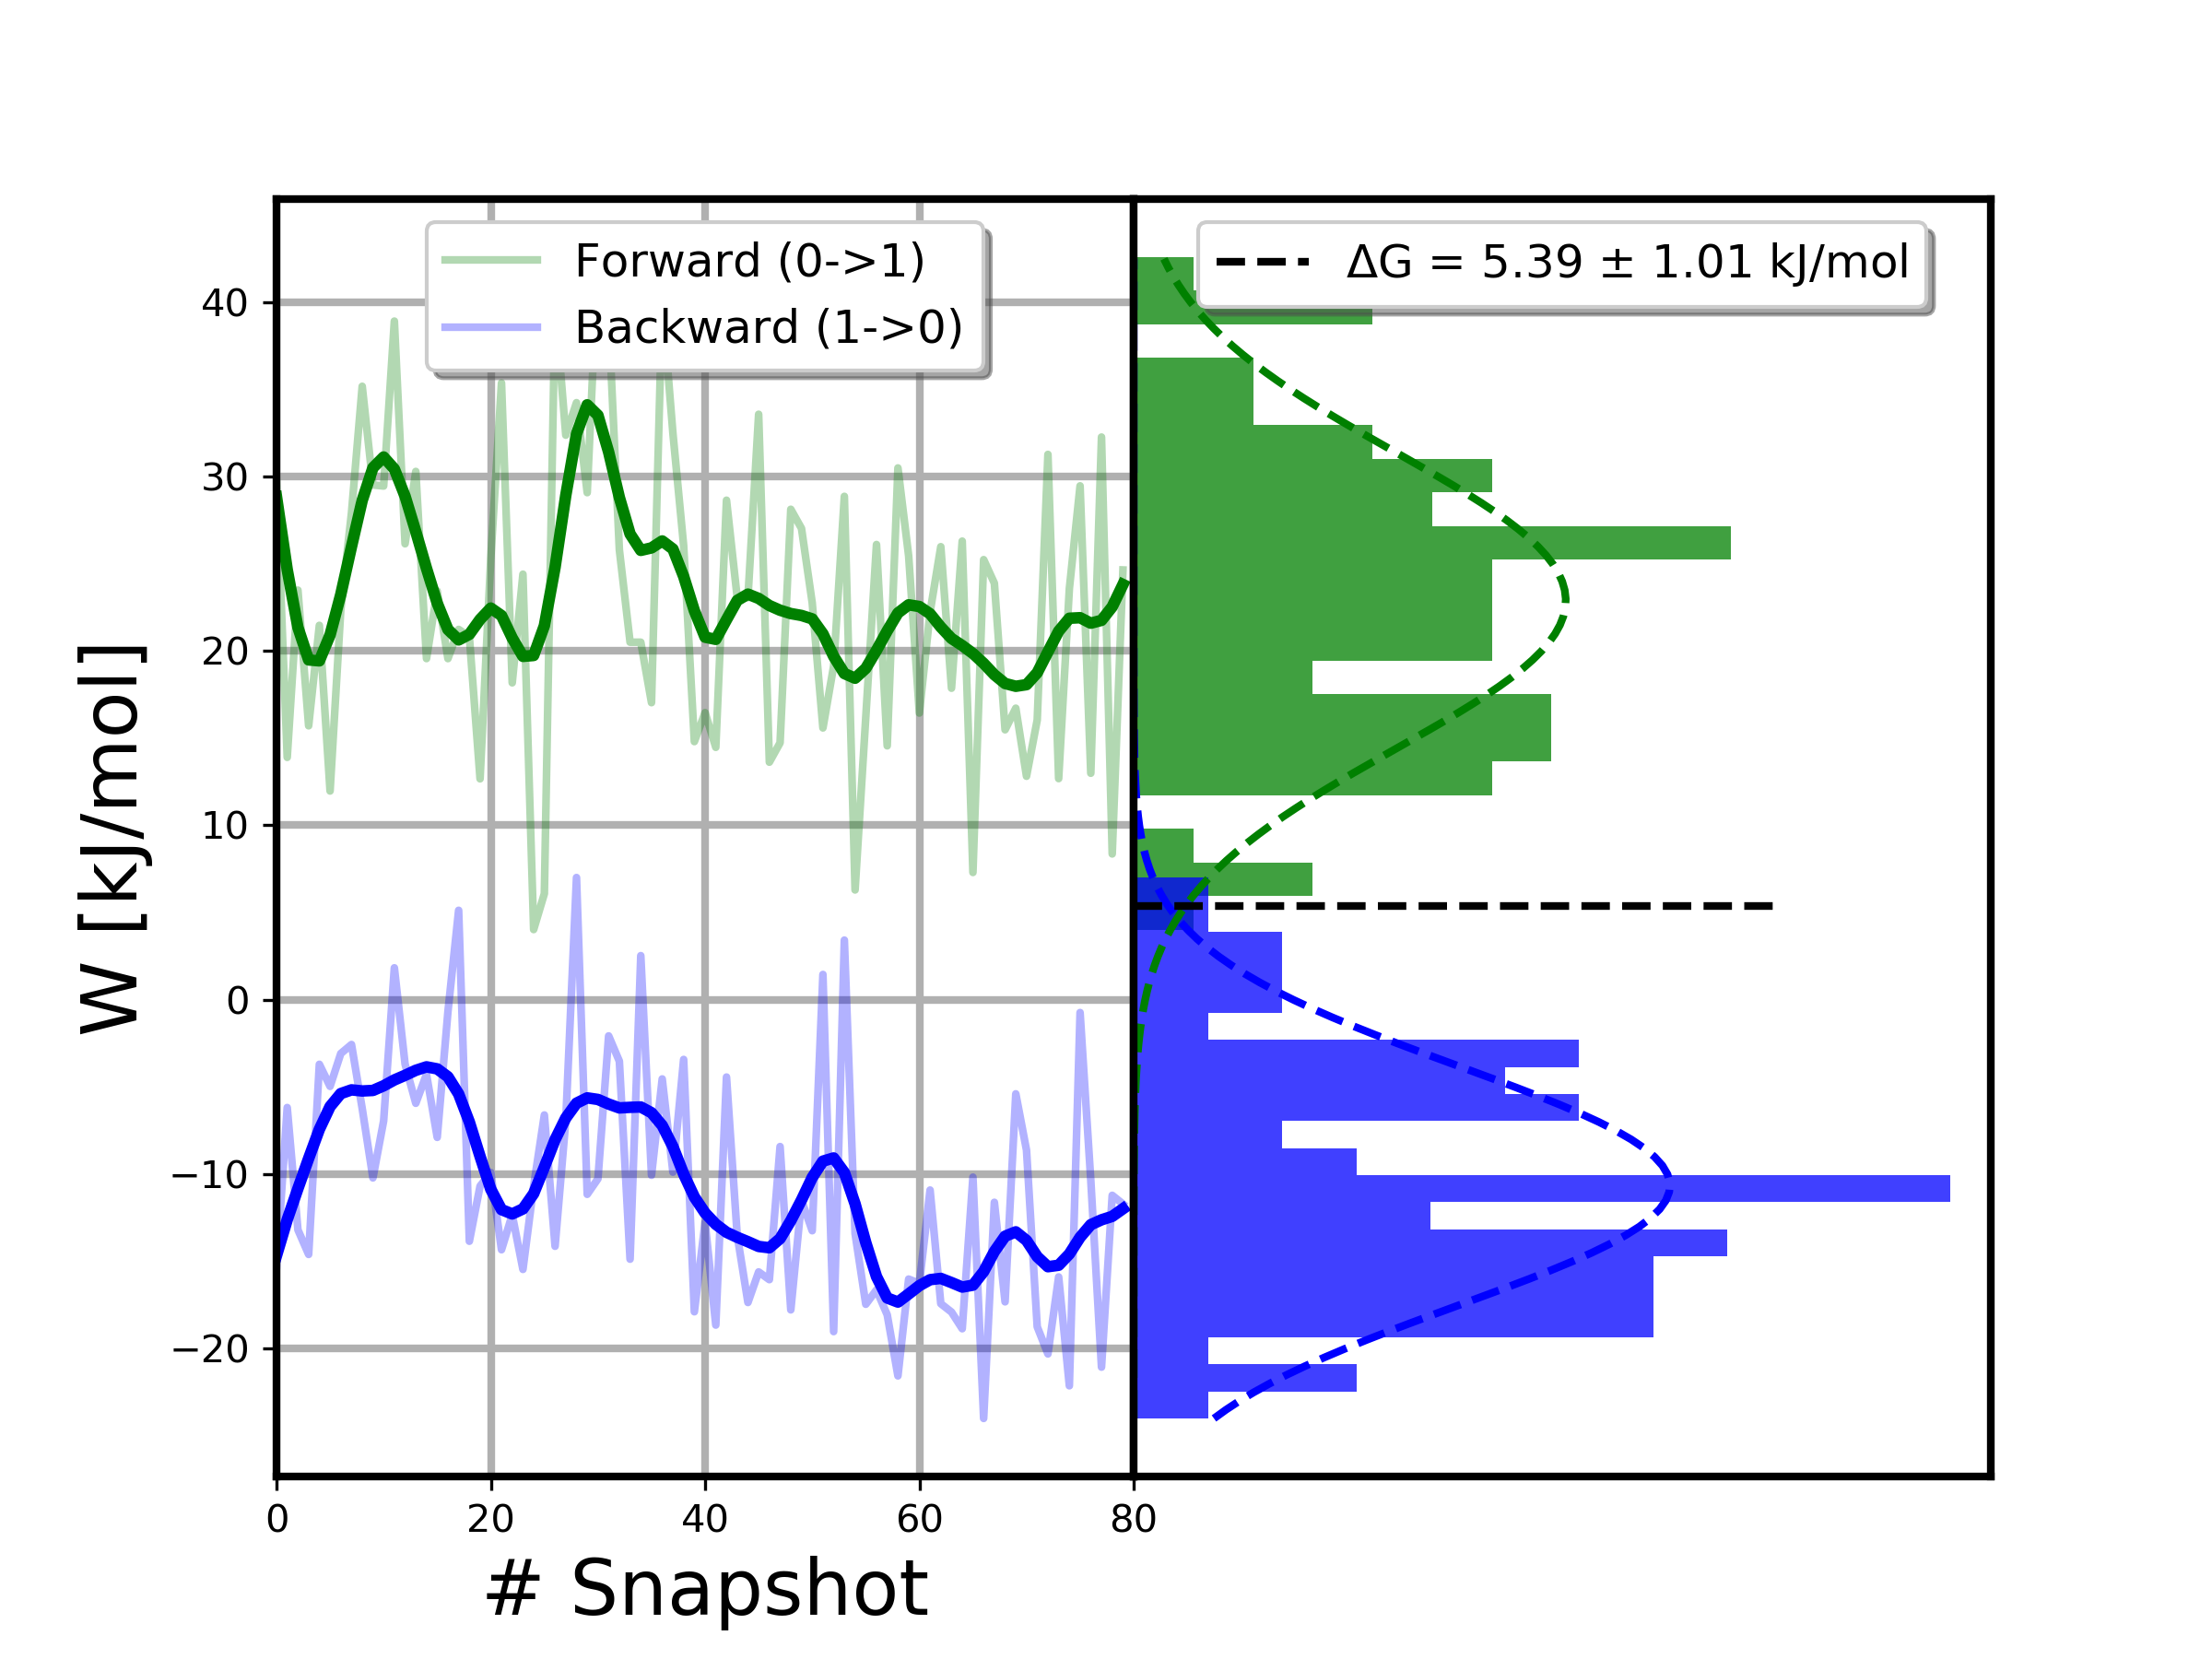 Forward (0->1)
Backward (1->0)
ΔG = 5.39 ± 1.01 kJ/mol
40
30
20
10
0
−10
−20
W [kJ/mol]
0 20 40 60 80
# Snapshot